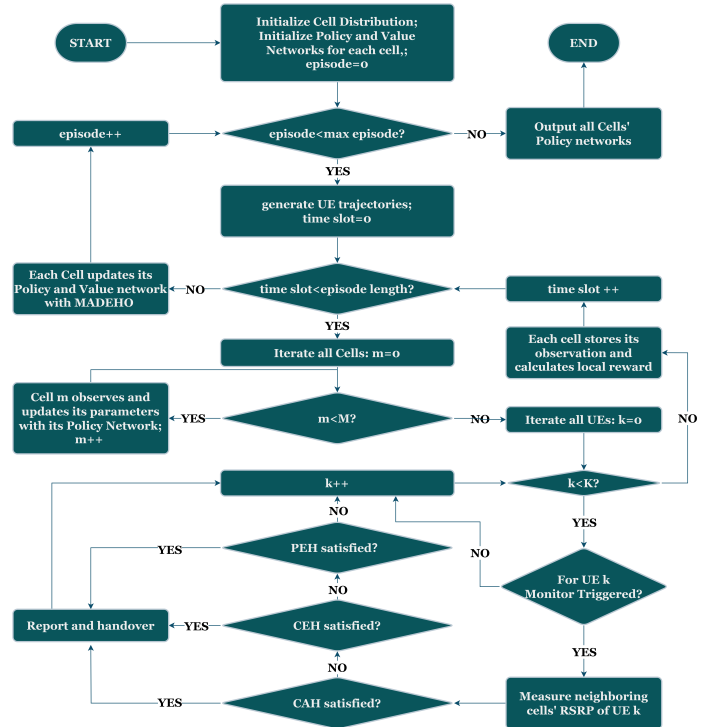 START
Initialize Cell Distribution;
Initialize Policy and Value
Networks for each cell,;
episode=0
END
episode++
episode<max episode?
NO
Output all Cells'
Policy networks
YES
generate UE trajectories;
time slot=0
Each Cell updates its
Policy and Value network
with MADEHO
NO
time slot<episode length?
time slot ++
YES
Iterate all Cells: m=0
Each cell stores its
observation and
calculates local reward
Cell m observes and
updates its parameters
with its Policy Network;
m++
YES
m<M?
NO
Iterate all UEs: k=0
NO
k++
k<K?
NO
YES
YES
PEH satisfied?
NO
For UE k
Monitor Triggered?
NO
Report and handover
YES
CEH satisfied?
YES
NO
YES
CAH satisfied?
Measure neighboring
cells' RSRP of UE k